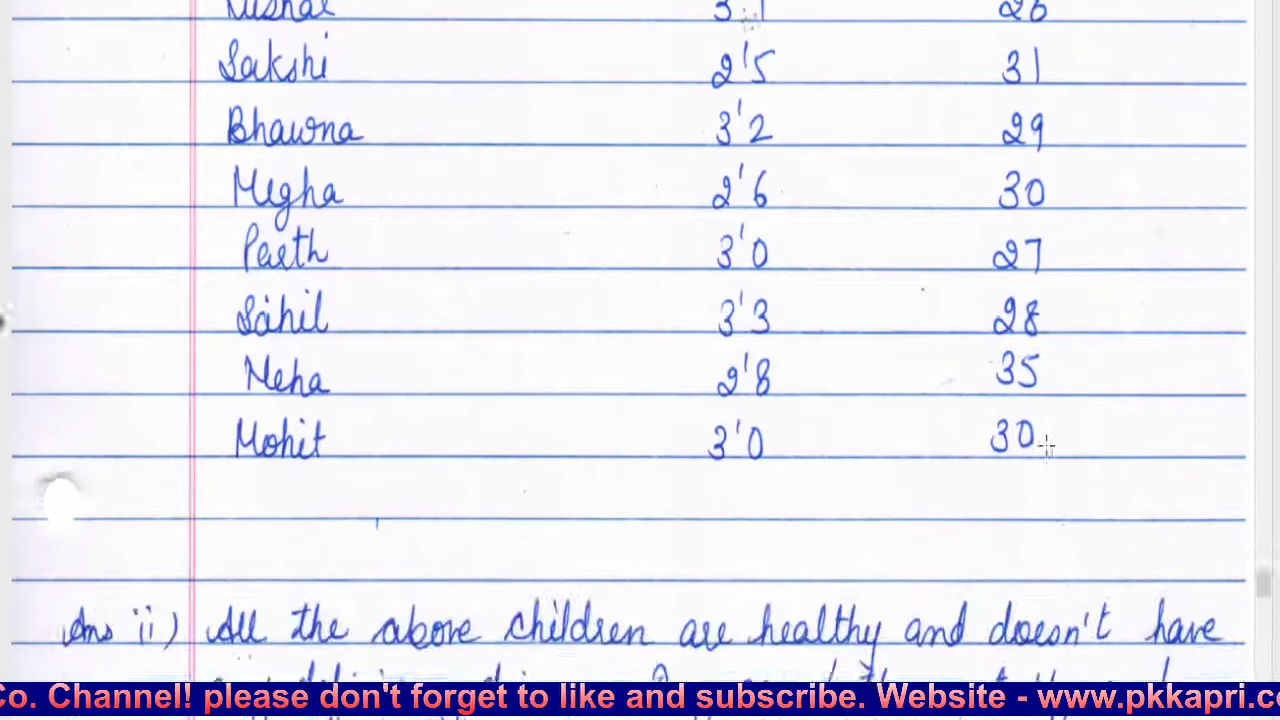 Sakshi 2'5 31
Bhawna 3'2 29
Megha 2'6 30
Parth 3'0 27
Sahil 3'3 28
Neha 2'8 35
Mohit 3'0 30
Ans ii) All the above children are healthy and doesn't have
Co. Channel! please don't forget to like and subscribe. Website - www.pkkapri.co